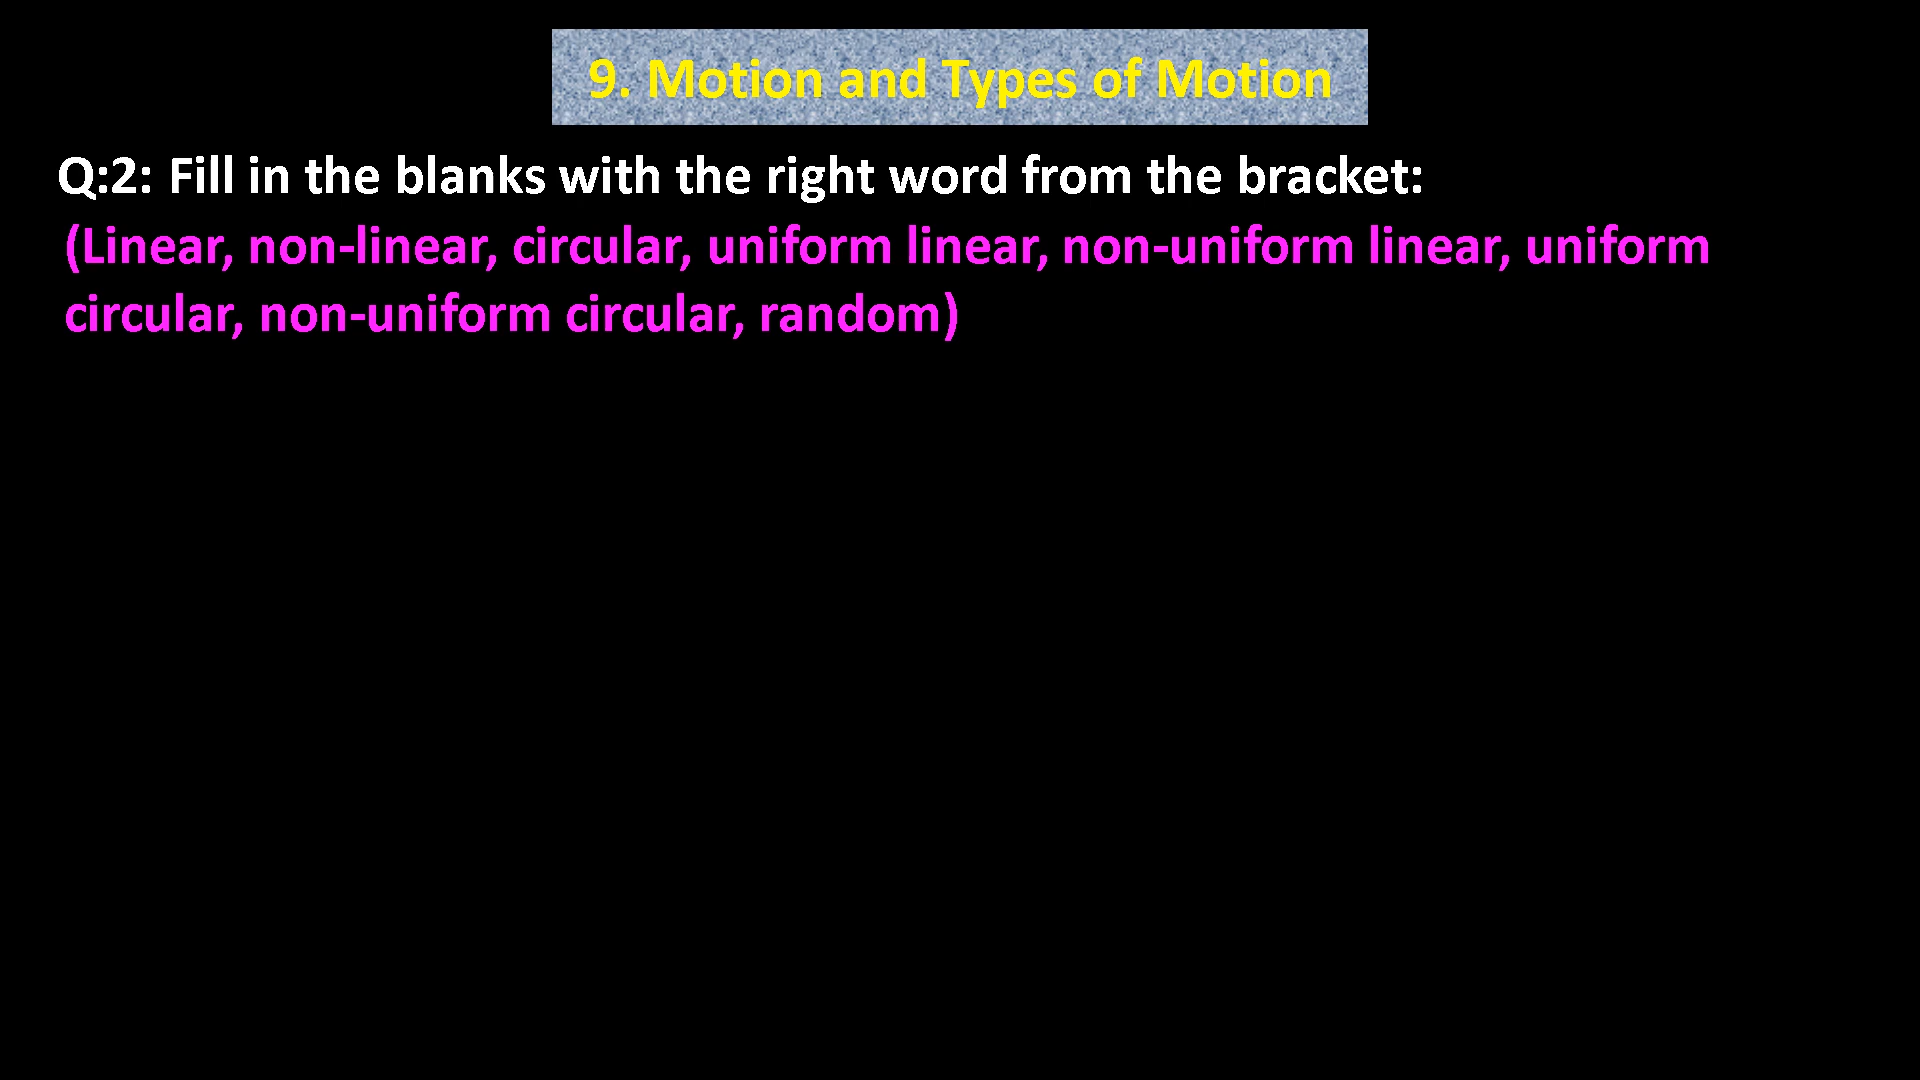 9. Motion and Types of Motion
Q:2: Fill in the blanks with the right word from the bracket:
(Linear, non-linear, circular, uniform linear, non-uniform linear, uniform
circular, non-uniform circular, random)